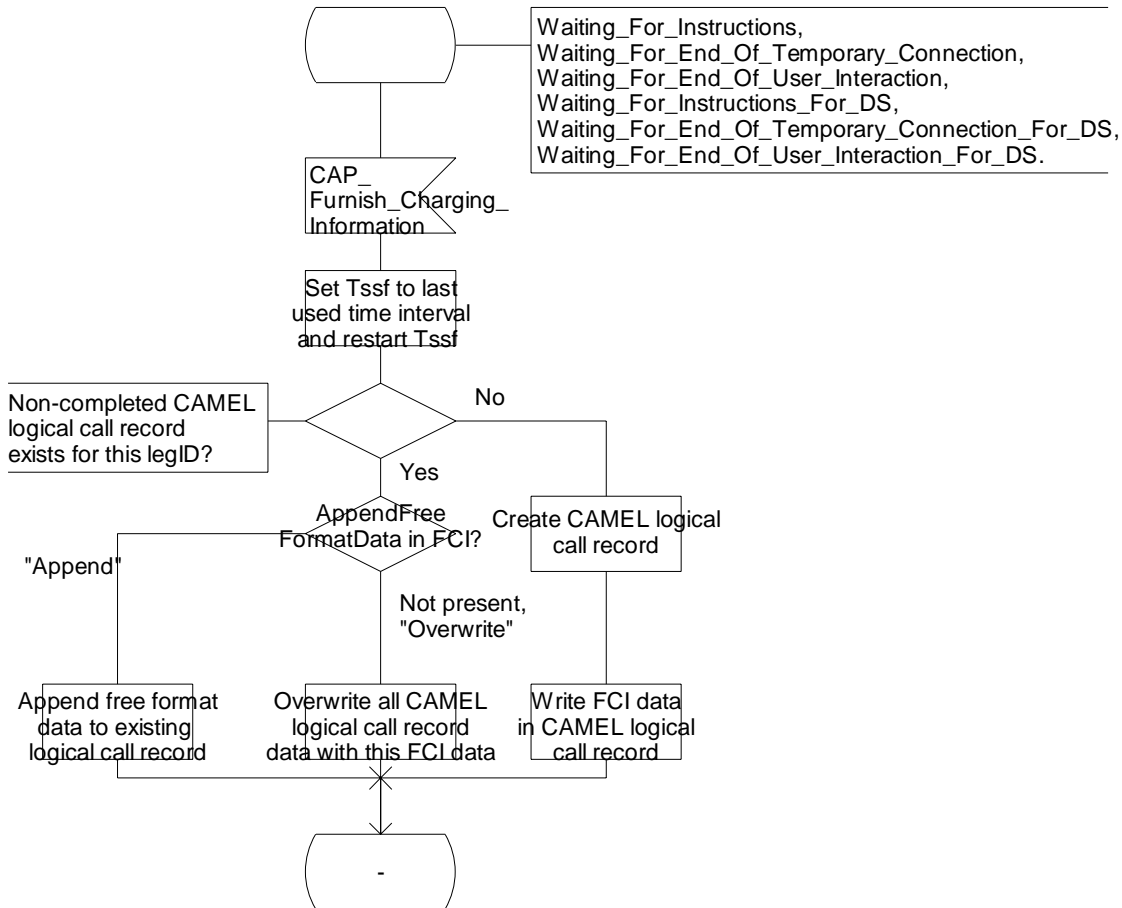 Waiting_For_Instructions,
Waiting_For_End_Of_Temporary_Connection,
Waiting_For_End_Of_User_Interaction,
Waiting_For_Instructions_For_DS,
Waiting_For_End_Of_Temporary_Connection_For_DS,
Waiting_For_End_Of_User_Interaction_For_DS.
CAP_
Furnish_Charging_
Information
Set Tssf to last
used time interval
and restart Tssf
Non-completed CAMEL
logical call record
exists for this legID?
No
Yes
AppendFree
FormatData in FCI?
Create CAMEL logical
call record
"Append"
Not present,
"Overwrite"
Append free format
data to existing
logical call record
Overwrite all CAMEL
logical call record
data with this FCI data
Write FCI data
in CAMEL logical
call record
-